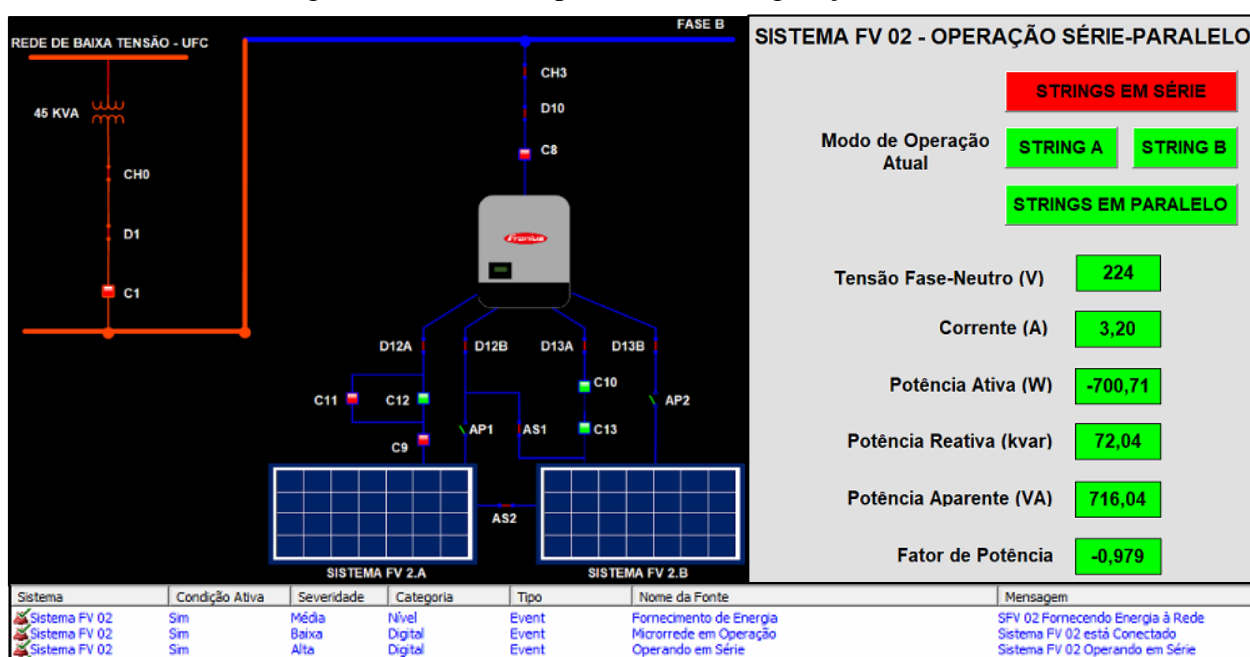 FASE B
REDE DE BAIXA TENSÃO - UFC
45 KVA
CH0
D1
C1
CH3
D10
C8
Fronius
D12A
D12B
D13A
D13B
C11
C12
C10
AP2
C9
AP1
AS1
C13
AS2
SISTEMA FV 2.A
SISTEMA FV 2.B
SISTEMA FV 02 - OPERAÇÃO SÉRIE-PARALELO
STRINGS EM SÉRIE
Modo de Operação
Atual
STRING A
STRING B
STRINGS EM PARALELO
Tensão Fase-Neutro (V) 224
Corrente (A) 3,20
Potência Ativa (W) -700,71
Potência Reativa (kvar) 72,04
Potência Aparente (VA) 716,04
Fator de Potência -0,979
Sistema Condição Ativa Severidade Categoria Tipo Nome da Fonte Mensagem
Sistema FV 02 Sim Média Nível Event Fornecimento de Energia SFV 02 Fornecendo Energia à Rede
Sistema FV 02 Sim Baixa Digital Event Microrrede em Operação Sistema FV 02 está Conectado
Sistema FV 02 Sim Alta Digital Event Operando em Série Sistema FV 02 Operando em Série